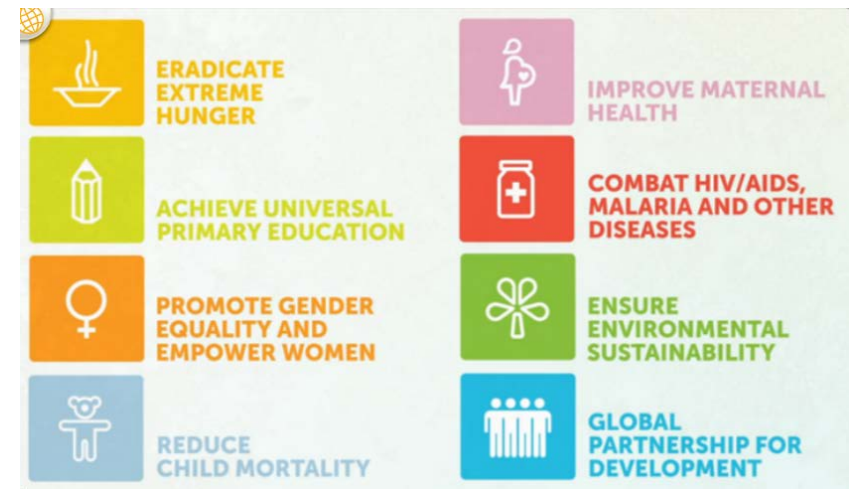 ERADICATE
EXTREME
HUNGER
ACHIEVE UNIVERSAL
PRIMARY EDUCATION
PROMOTE GENDER
EQUALITY AND
EMPOWER WOMEN
REDUCE
CHILD MORTALITY
IMPROVE MATERNAL
HEALTH
COMBAT HIV/AIDS,
MALARIA AND OTHER
DISEASES
ENSURE
ENVIRONMENTAL
SUSTAINABILITY
GLOBAL
PARTNERSHIP FOR
DEVELOPMENT